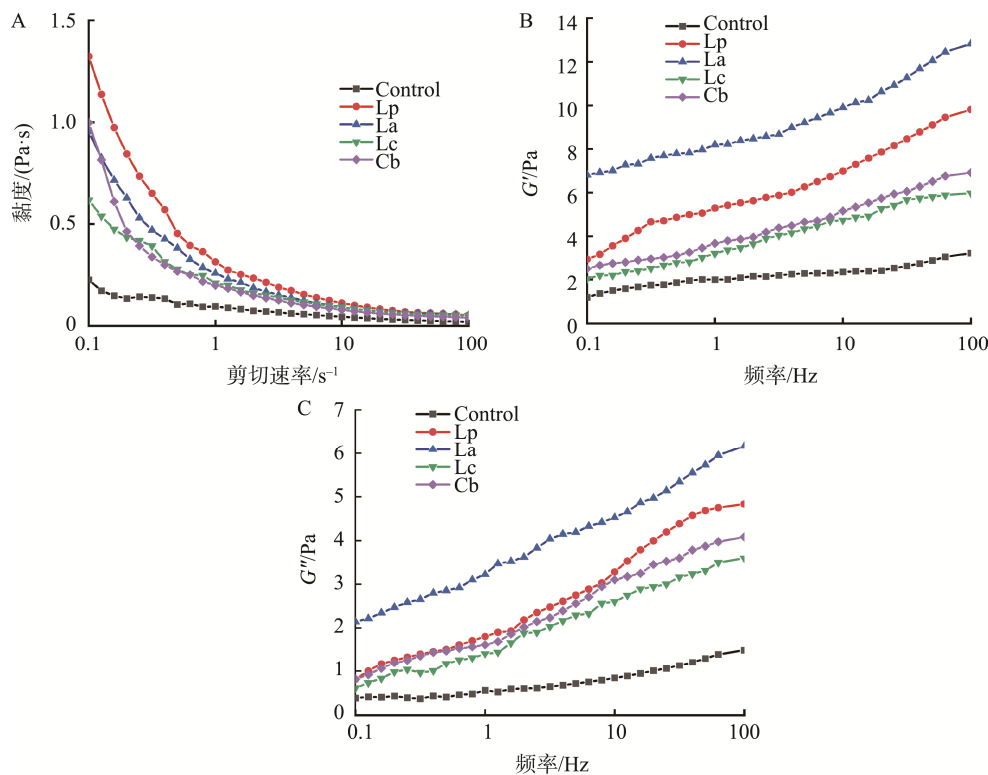 A
1.5
1.0
0.5
0
黏度/(Pa·s)
Control
Lp
La
Lc
Cb
0.1
1
10
100
剪切速率/s⁻¹
B
14
12
10
8
6
4
2
0
G′/Pa
Control
Lp
La
Lc
Cb
0.1
1
10
100
频率/Hz
C
7
6
5
4
3
2
1
0
G″/Pa
Control
Lp
La
Lc
Cb
0.1
1
10
100
频率/Hz